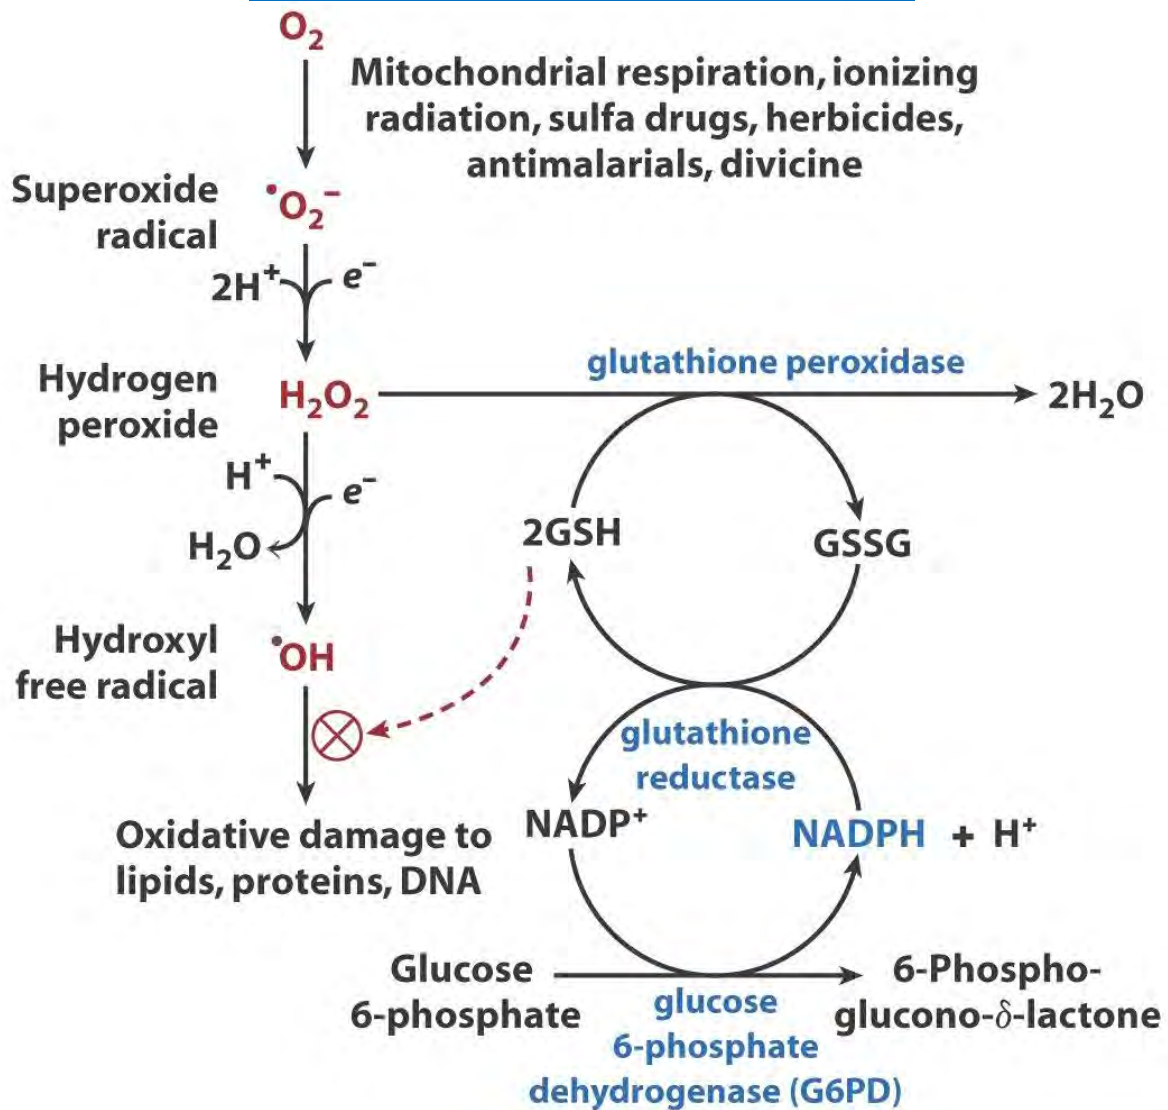 O₂
Mitochondrial respiration, ionizing
radiation, sulfa drugs, herbicides,
antimalarials, divicine
Superoxide
radical
•O₂⁻
2H⁺
e⁻
Hydrogen
peroxide
H₂O₂
glutathione peroxidase
2H₂O
H⁺
e⁻
H₂O
2GSH
GSSG
Hydroxyl
free radical
•OH
glutathione
reductase
NADP⁺
NADPH + H⁺
Oxidative damage to
lipids, proteins, DNA
Glucose
6-phosphate
glucose
6-phosphate
dehydrogenase (G6PD)
6-Phospho-
glucono-δ-lactone